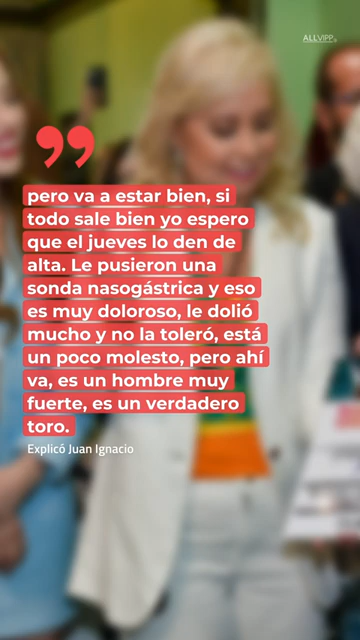 ALLVIPP.
”
pero va a estar bien, si
todo sale bien yo espero
que el jueves lo den de
alta. Le pusieron una
sonda nasogástrica y eso
es muy doloroso, le dolió
mucho y no la toleró, está
un poco molesto, pero ahí
va, es un hombre muy
fuerte, es un verdadero
toro.
Explicó Juan Ignacio